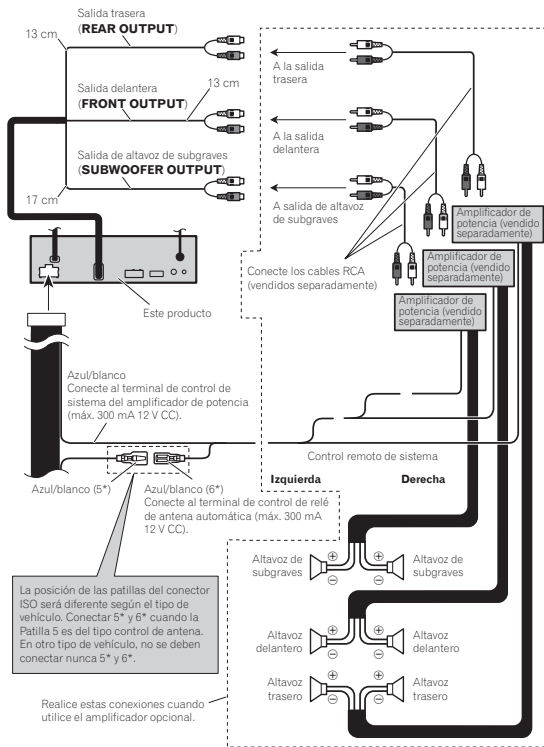 Salida trasera
(REAR OUTPUT)
13 cm
Salida delantera
(FRONT OUTPUT)
13 cm
Salida de altavoz de subgraves
(SUBWOOFER OUTPUT)
17 cm
A la salida
trasera
A la salida
delantera
A salida de altavoz
de subgraves
Conecte los cables RCA
(vendidos separadamente)
Amplificador de
potencia (vendido
separadamente)
Amplificador de
potencia (vendido
separadamente)
Amplificador de
potencia (vendido
separadamente)
Este producto
Azul/blanco
Conecte al terminal de control de
sistema del amplificador de potencia
(máx. 300 mA 12 V CC).
Control remoto de sistema
Azul/blanco (5*)
Azul/blanco (6*)
Conecte al terminal de control de relé
de antena automática (máx. 300 mA
12 V CC).
Izquierda
Derecha
La posición de las patillas del conector
ISO será diferente según el tipo de
vehículo. Conectar 5* y 6* cuando la
Patilla 5 es del tipo control de antena.
En otro tipo de vehículo, no se deben
conectar nunca 5* y 6*.
Altavoz de
subgraves
⊕
⊖
⊕
⊖
Altavoz de
subgraves
Altavoz
delantero
⊕
⊖
⊕
⊖
Altavoz
delantero
Altavoz
trasero
⊕
⊖
⊕
⊖
Altavoz
trasero
Realice estas conexiones cuando
utilice el amplificador opcional.